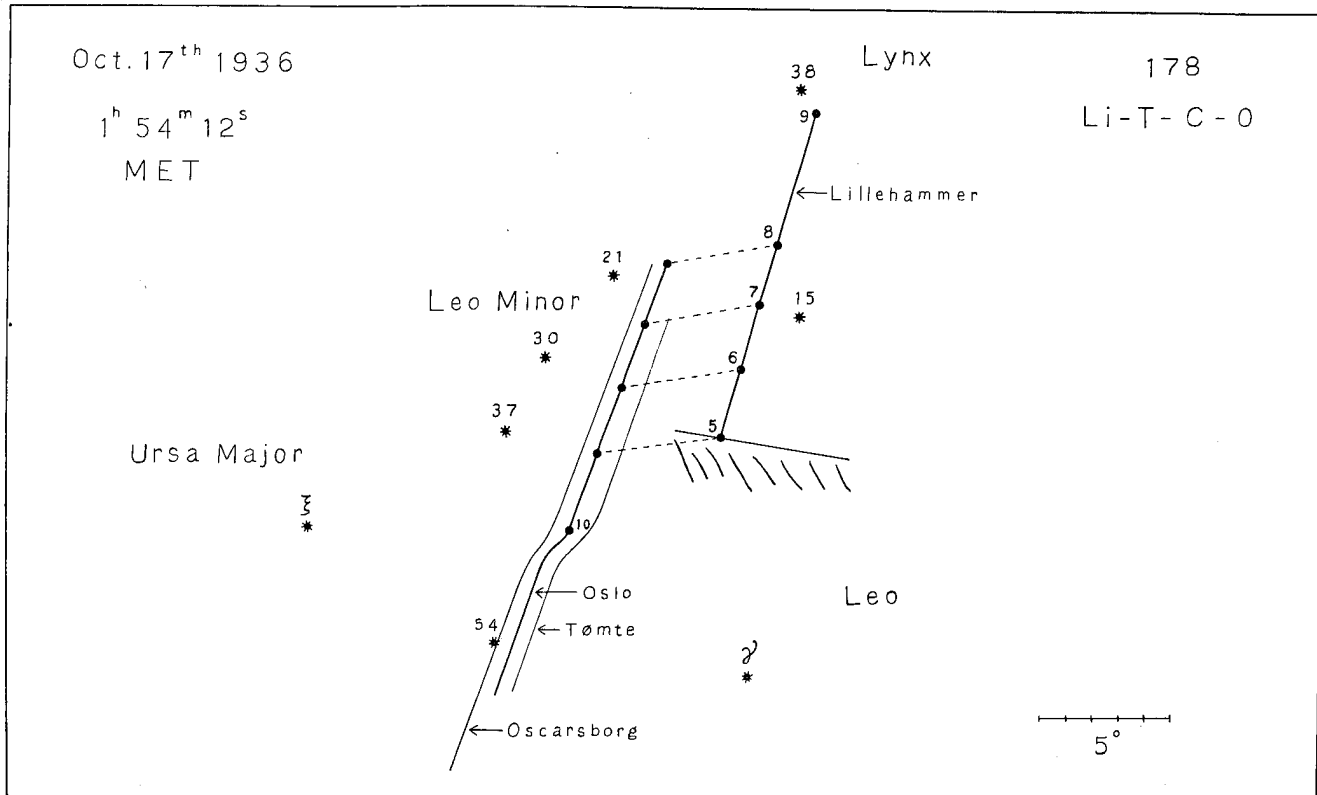 Oct. 17th 1936
1h 54m 12s
MET
Lynx
178
Li-T-C-O
38
9
Lillehammer
8
21
Leo Minor
7
15
30
6
37
5
Ursa Major
ξ
10
Oslo
Leo
54
Tømte
γ
Oscarsborg
5°